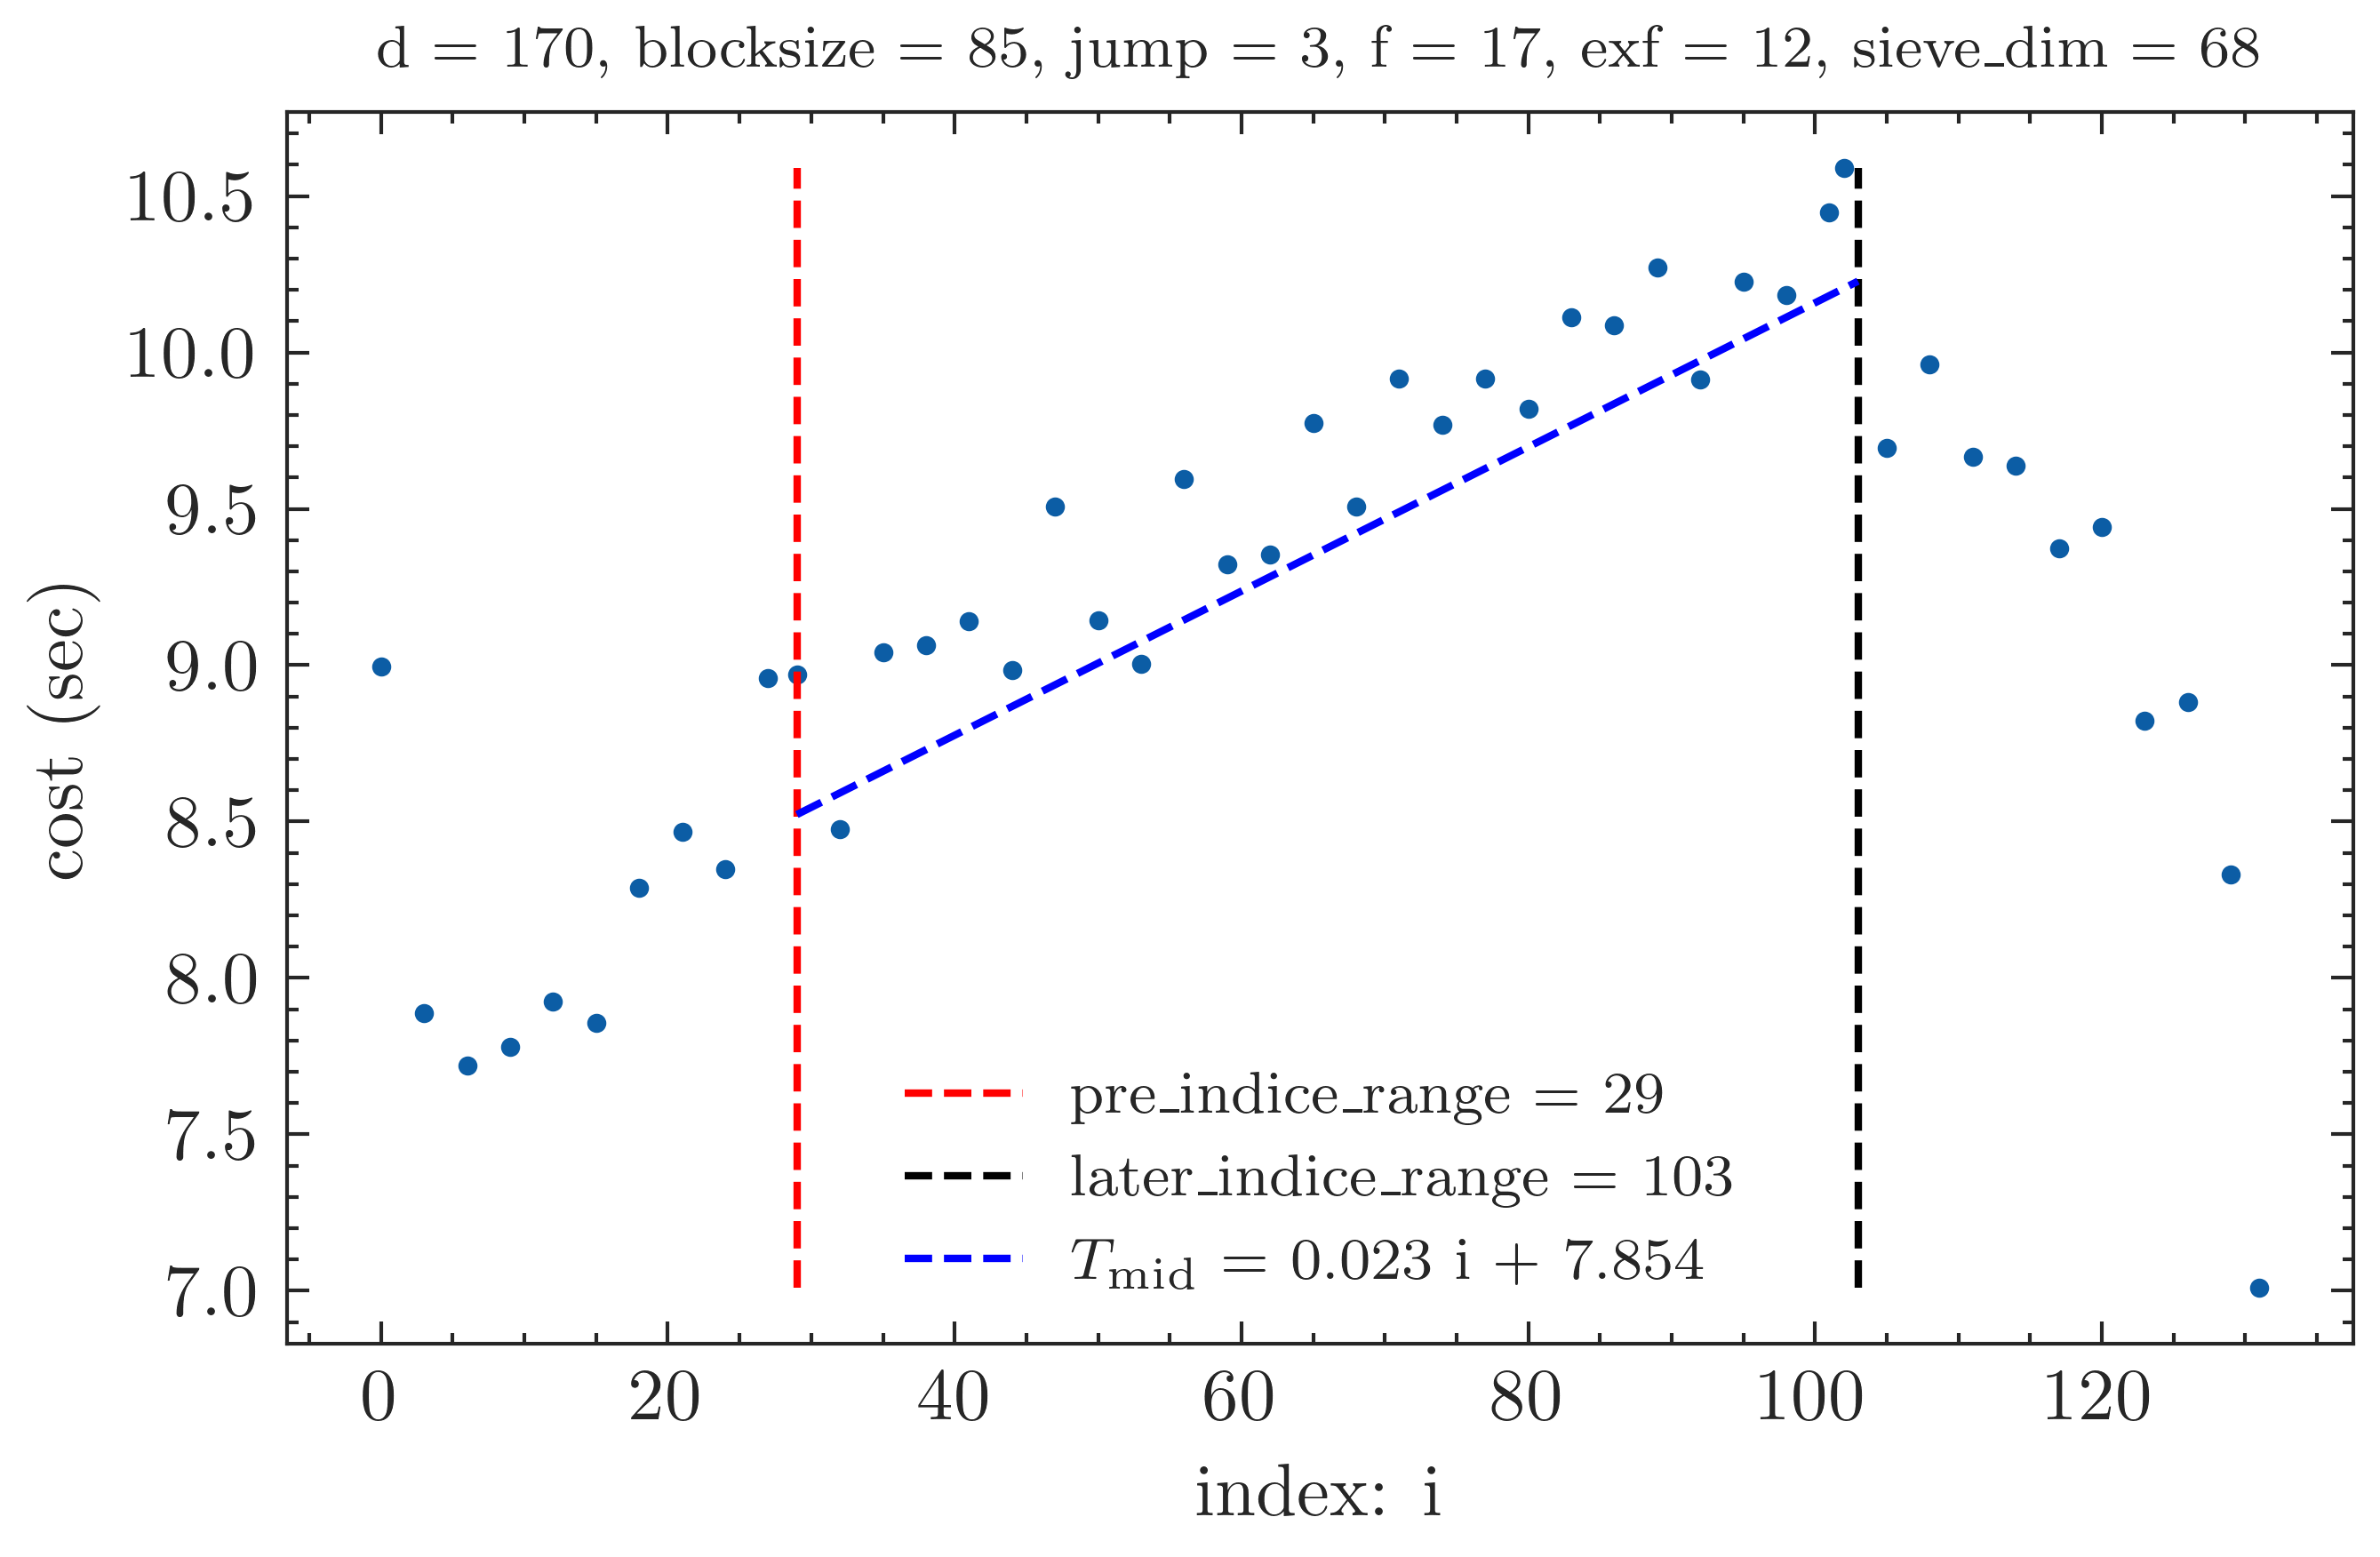 d = 170, blocksize = 85, jump = 3, f = 17, exf = 12, sieve_dim = 68
cost (sec)
10.5
10.0
9.5
9.0
8.5
8.0
7.5
7.0
pre_indice_range = 29
later_indice_range = 103
T_mid = 0.023 i + 7.854
0 20 40 60 80 100 120
index: i